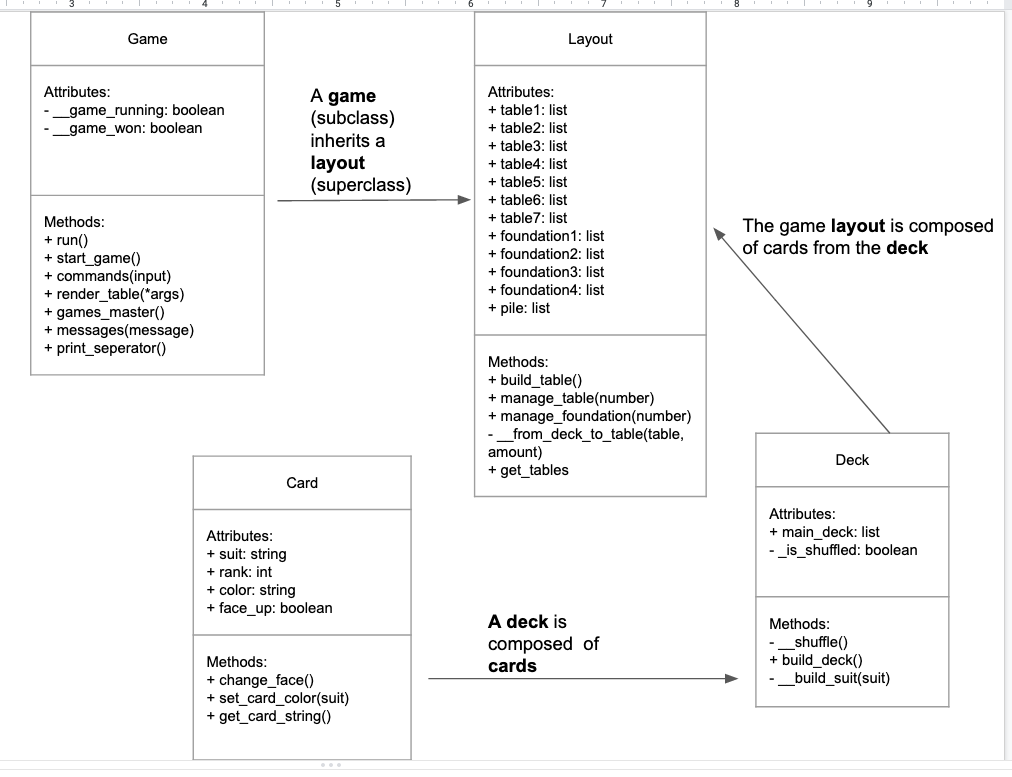 3 4 5 6 7 8 9
Game
Attributes:
- __game_running: boolean
- __game_won: boolean
Methods:
+ run()
+ start_game()
+ commands(input)
+ render_table(*args)
+ games_master()
+ messages(message)
+ print_seperator()
A game
(subclass)
inherits a
layout
(superclass)
Layout
Attributes:
+ table1: list
+ table2: list
+ table3: list
+ table4: list
+ table5: list
+ table6: list
+ table7: list
+ foundation1: list
+ foundation2: list
+ foundation3: list
+ foundation4: list
+ pile: list
Methods:
+ build_table()
+ manage_table(number)
+ manage_foundation(number)
- __from_deck_to_table(table,
amount)
+ get_tables
The game layout is composed
of cards from the deck
Card
Attributes:
+ suit: string
+ rank: int
+ color: string
+ face_up: boolean
Methods:
+ change_face()
+ set_card_color(suit)
+ get_card_string()
A deck is
composed of
cards
Deck
Attributes:
+ main_deck: list
- _is_shuffled: boolean
Methods:
- __shuffle()
+ build_deck()
- __build_suit(suit)